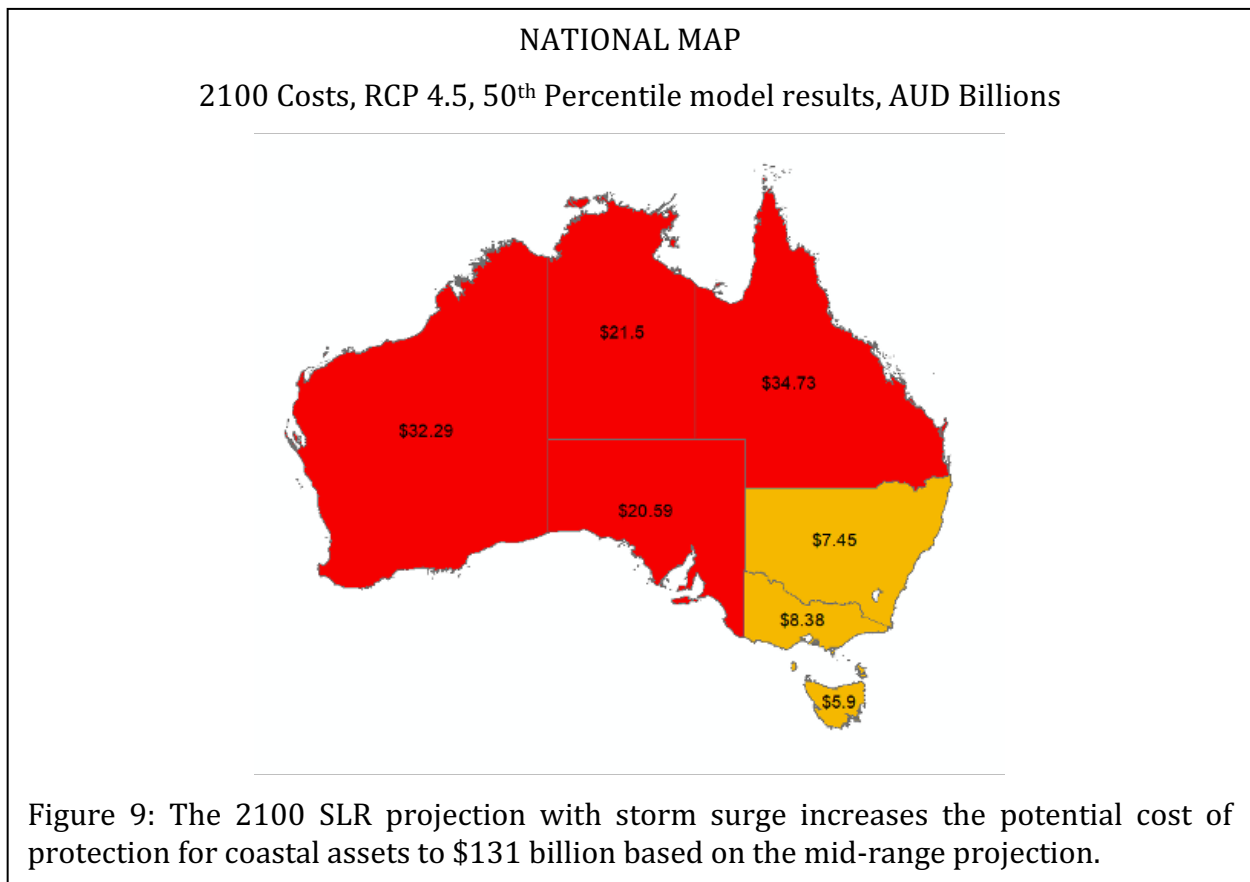 NATIONAL MAP
2100 Costs, RCP 4.5, 50th Percentile model results, AUD Billions
$21.5
$34.73
$32.29
$20.59
$7.45
$8.38
$5.9
Figure 9: The 2100 SLR projection with storm surge increases the potential cost of
protection for coastal assets to $131 billion based on the mid-range projection.